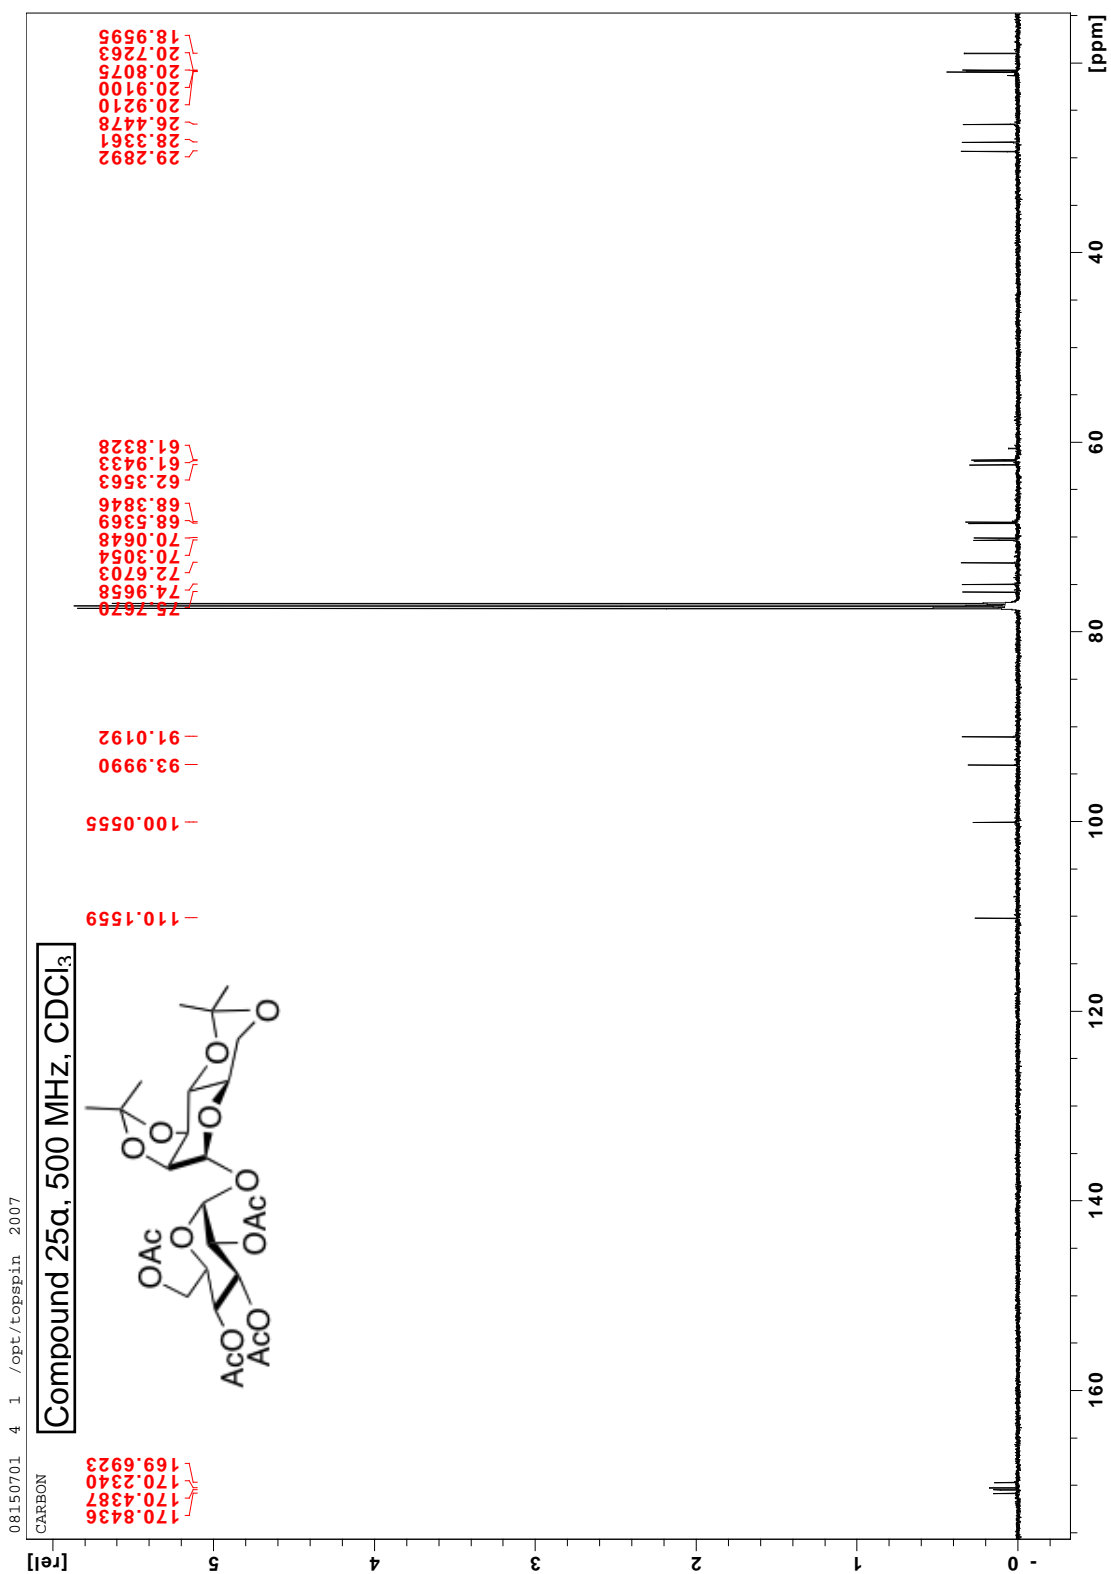 08150701 4 1 /opt/topspin 2007
CARBON
Compound 25α, 500 MHz, CDCl3
170.8436
170.4387
170.2340
169.6923
110.1559
100.0555
93.9990
91.0192
75.7670
74.9658
72.6703
70.3054
70.0648
68.5369
68.3846
62.3563
61.9433
61.8328
29.2892
28.3361
26.4478
20.9210
20.9100
20.8075
20.7263
18.9595
AcO
AcO
OAc
OAc
O
O
O
O
O
O
O
[rel]
5
4
3
2
1
0
160
140
120
100
80
60
40
[ppm]